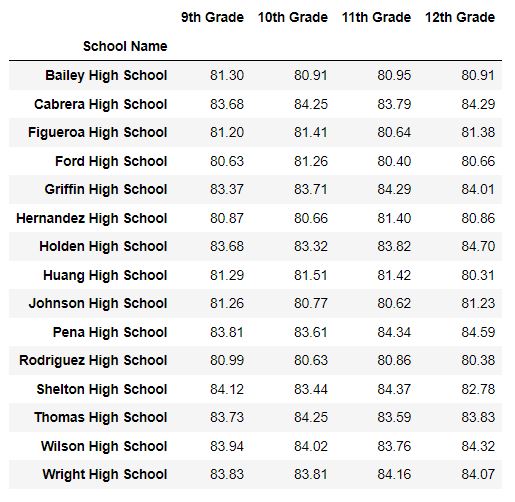 9th Grade 10th Grade 11th Grade 12th Grade
School Name
Bailey High School 81.30 80.91 80.95 80.91
Cabrera High School 83.68 84.25 83.79 84.29
Figueroa High School 81.20 81.41 80.64 81.38
Ford High School 80.63 81.26 80.40 80.66
Griffin High School 83.37 83.71 84.29 84.01
Hernandez High School 80.87 80.66 81.40 80.86
Holden High School 83.68 83.32 83.82 84.70
Huang High School 81.29 81.51 81.42 80.31
Johnson High School 81.26 80.77 80.62 81.23
Pena High School 83.81 83.61 84.34 84.59
Rodriguez High School 80.99 80.63 80.86 80.38
Shelton High School 84.12 83.44 84.37 82.78
Thomas High School 83.73 84.25 83.59 83.83
Wilson High School 83.94 84.02 83.76 84.32
Wright High School 83.83 83.81 84.16 84.07